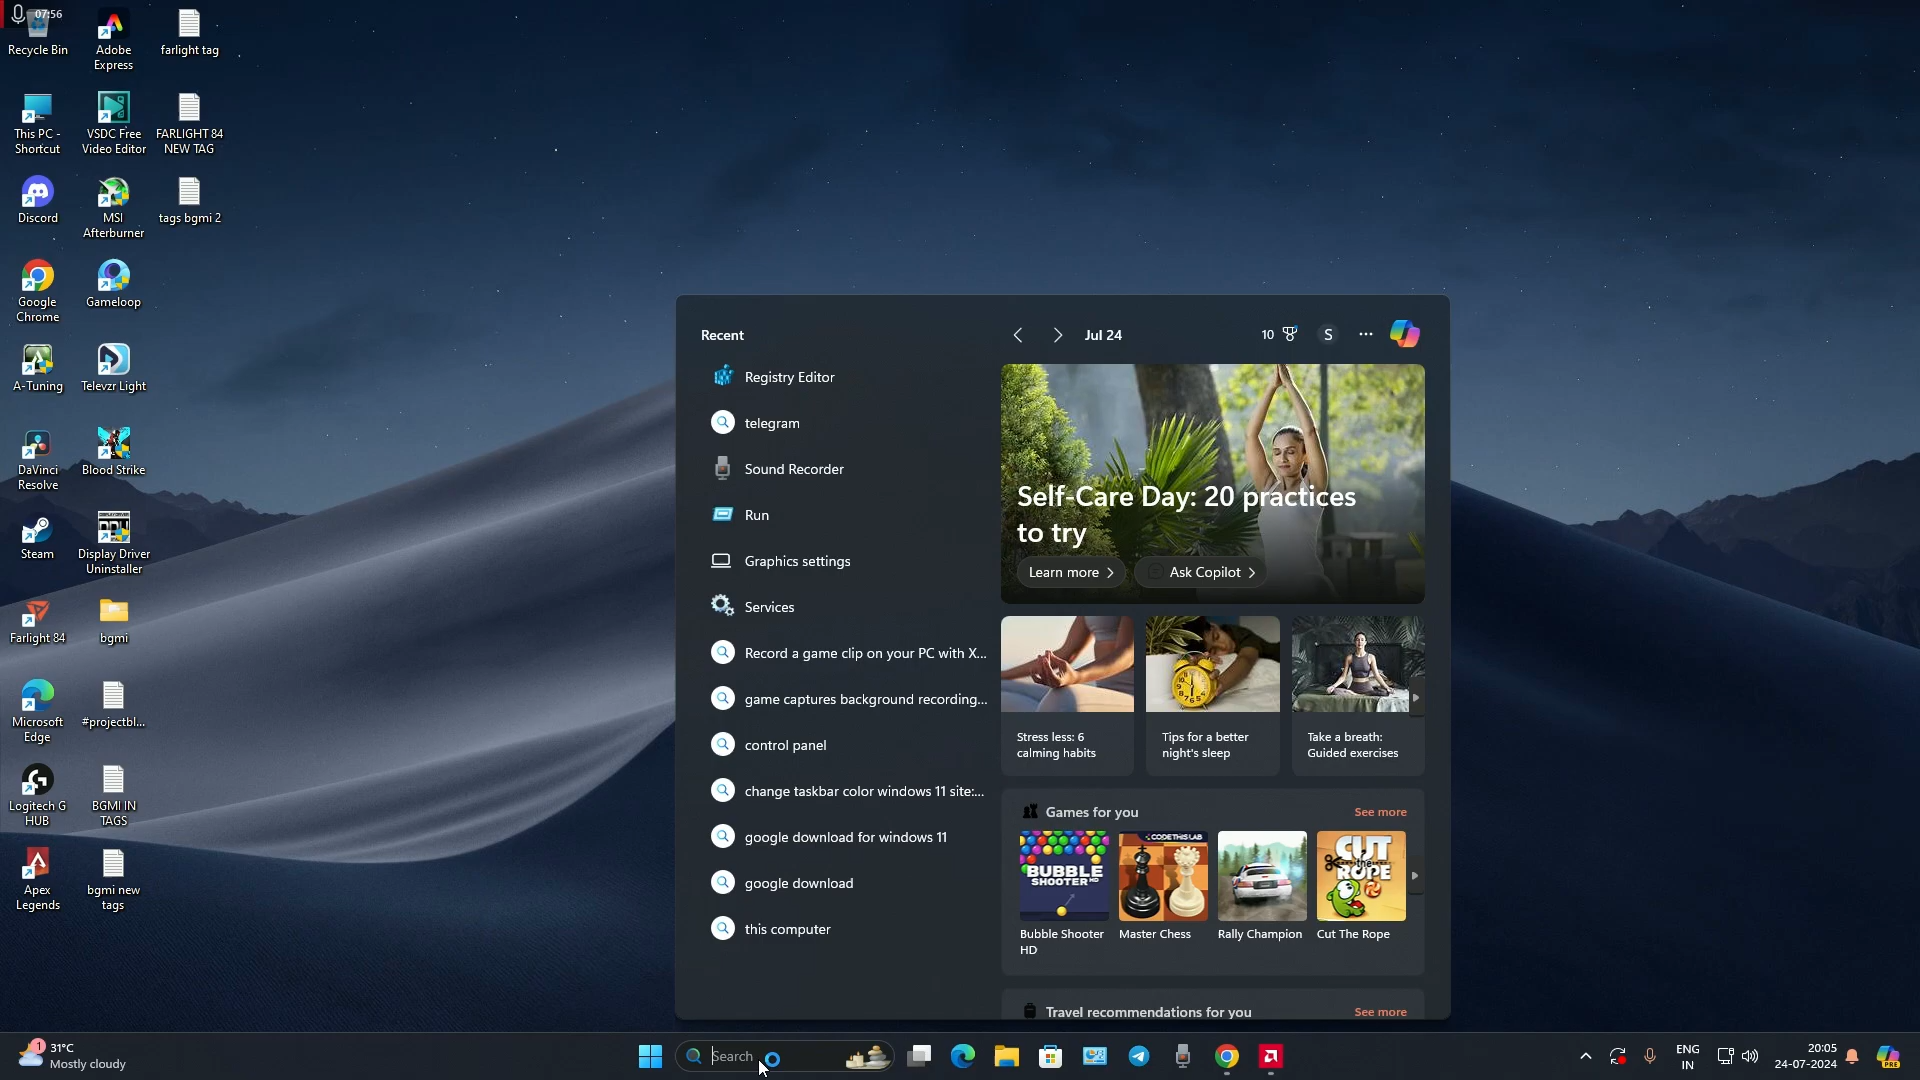 07:56
Recycle Bin
Adobe
Express
farlight tag
This PC -
Shortcut
VSDC Free
Video Editor
FARLIGHT 84
NEW TAG
Discord
MSI
Afterburner
tags bgmi 2
Google
Chrome
Gameloop
A-Tuning
Televzr Light
DaVinci
Resolve
Blood Strike
Steam
Display Driver
Uninstaller
Farlight 84
bgmi
Microsoft
Edge
#projectbl...
Logitech G
HUB
BGMI IN
TAGS
Apex
Legends
bgmi new
tags
Recent
Registry Editor
telegram
Sound Recorder
Run
Graphics settings
Services
Record a game clip on your PC with X...
game captures background recording...
control panel
change taskbar color windows 11 site:...
google download for windows 11
google download
this computer
Jul 24
10
S
Self-Care Day: 20 practices
to try
Learn more
Ask Copilot
Stress less: 6
calming habits
Tips for a better
night's sleep
Take a breath:
Guided exercises
Games for you
See more
BUBBLE
SHOOTER HD
CODETHISLAB
CUT
the
ROPE
Bubble Shooter
HD
Master Chess
Rally Champion
Cut The Rope
Travel recommendations for you
See more
1
31°C
Mostly cloudy
Search
ENG
IN
20:05
24-07-2024
PRE